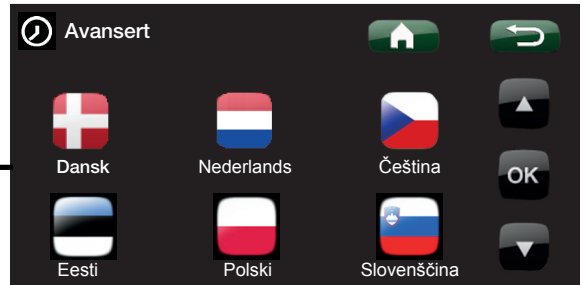 Avansert
Dansk Nederlands Čeština
OK
Eesti Polski Slovenščina